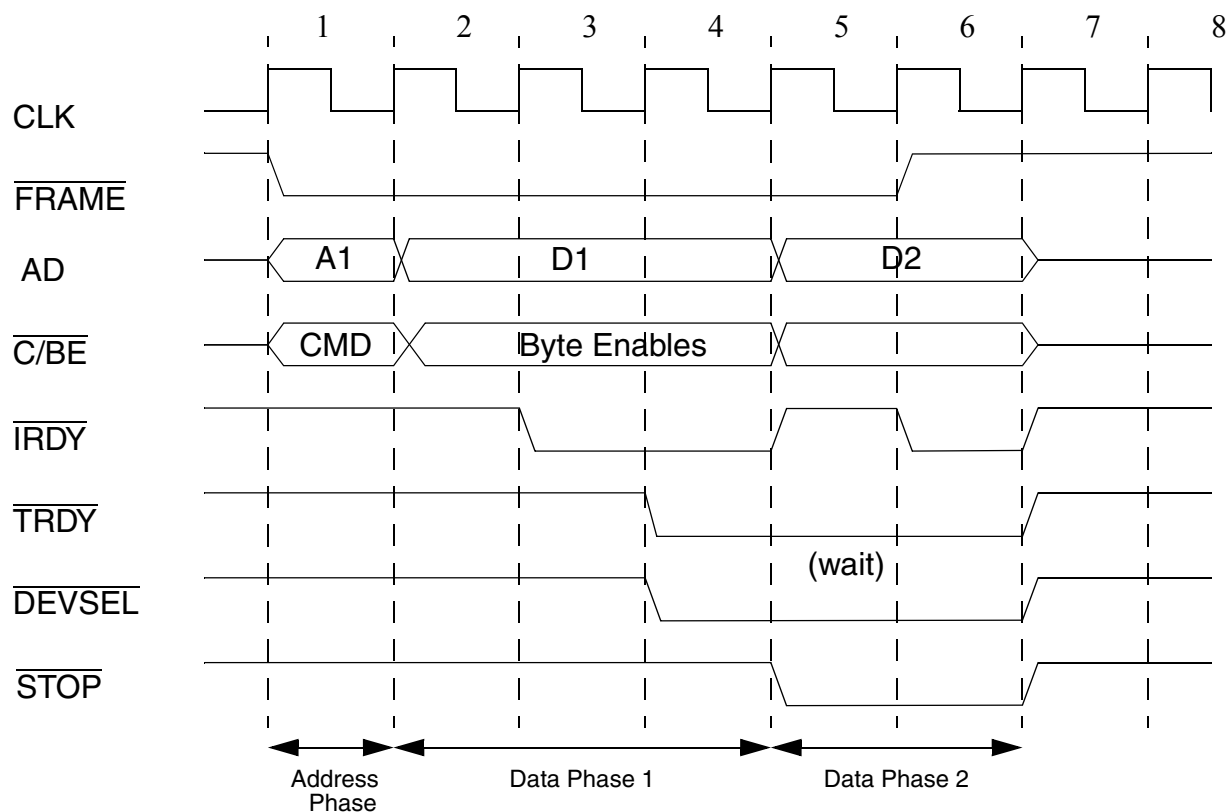 1 2 3 4 5 6 7 8
CLK
FRAME
AD A1 D1 D2
C/BE CMD Byte Enables
IRDY
TRDY
(wait)
DEVSEL
STOP
Address Phase
Data Phase 1
Data Phase 2